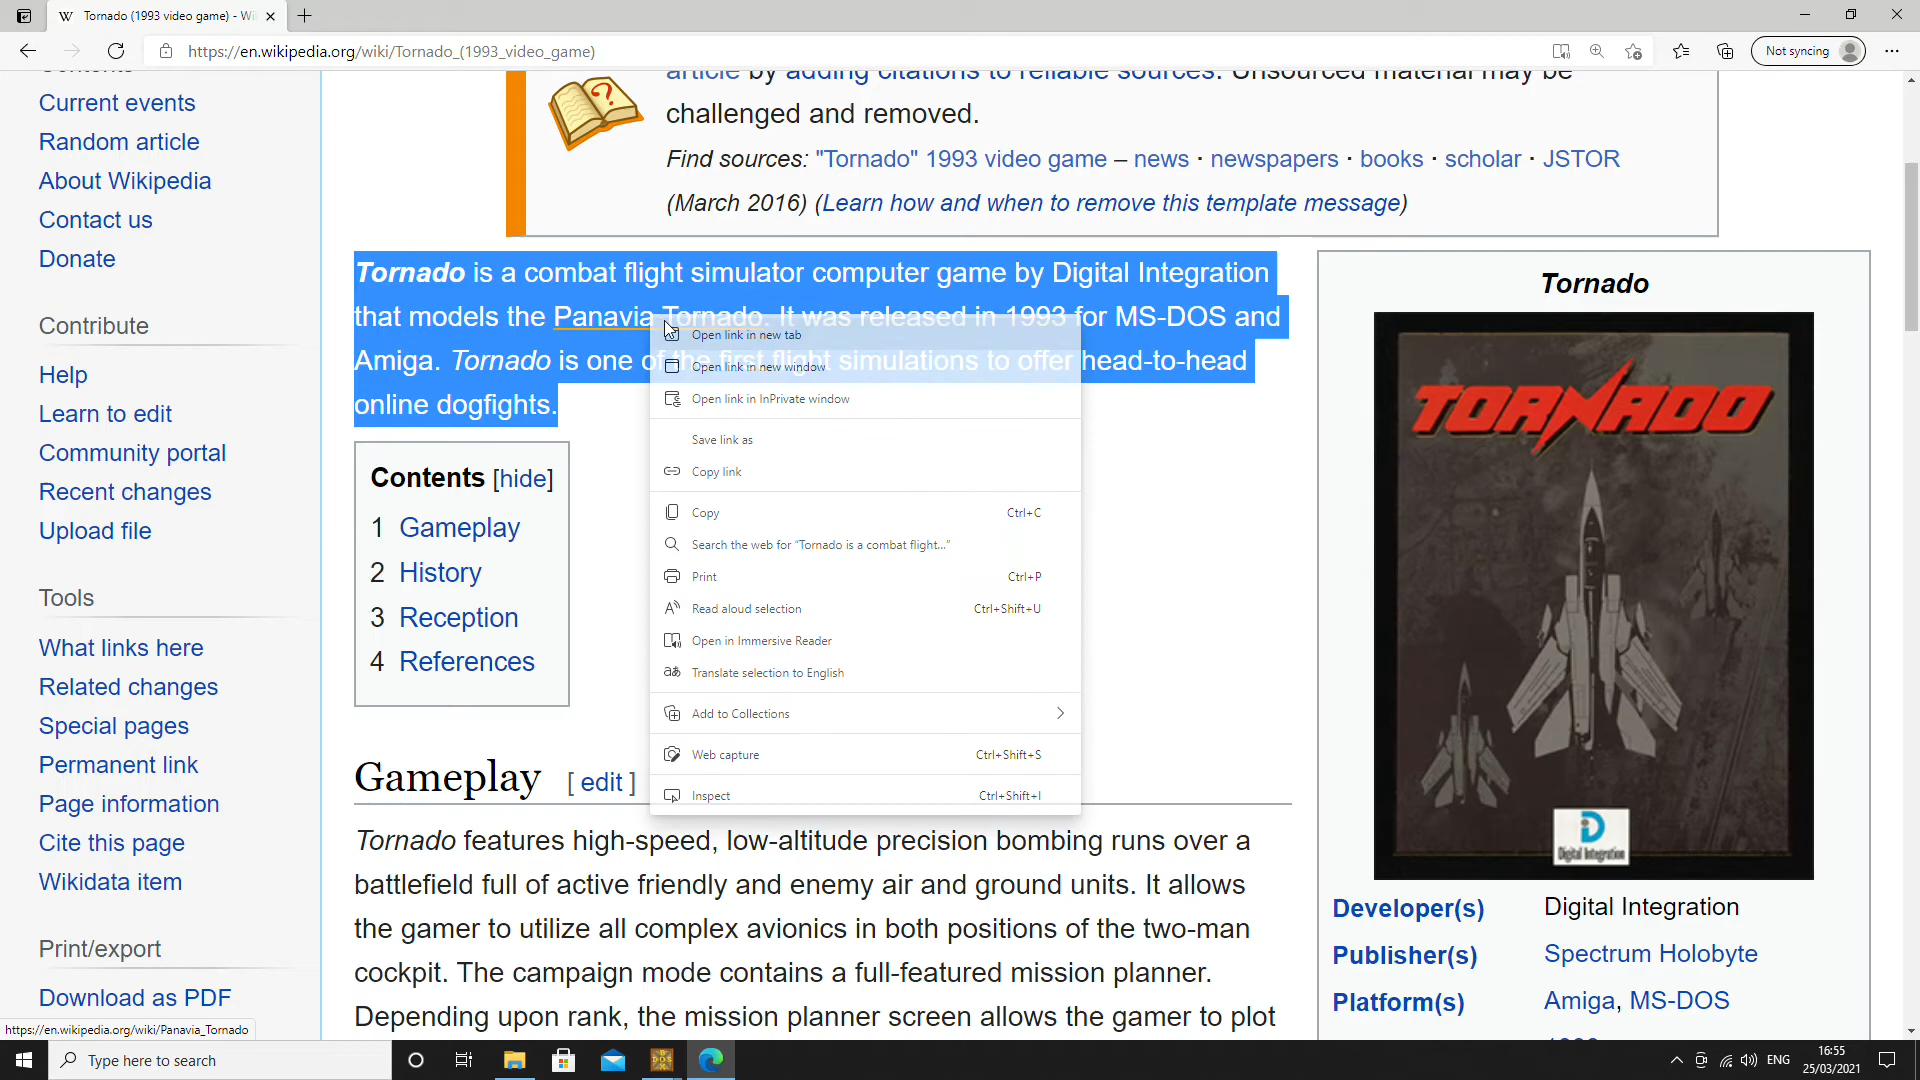 Tornado (1993 video game) - Wi
https://en.wikipedia.org/wiki/Tornado_(1993_video_game)
Not syncing
Contents
Current events
Random article
About Wikipedia
Contact us
Donate
Contribute
Help
Learn to edit
Community portal
Recent changes
Upload file
Tools
What links here
Related changes
Special pages
Permanent link
Page information
Cite this page
Wikidata item
Print/export
Download as PDF
https://en.wikipedia.org/wiki/Panavia_Tornado
article by adding citations to reliable sources. Unsourced material may be
challenged and removed.
Find sources: "Tornado" 1993 video game – news · newspapers · books · scholar · JSTOR
(March 2016) (Learn how and when to remove this template message)
Tornado is a combat flight simulator computer game by Digital Integration
that models the Panavia Tornado. It was released in 1993 for MS-DOS and
Amiga. Tornado is one of the first flight simulations to offer head-to-head
online dogfights.
Open link in new tab
Open link in new window
Open link in InPrivate window
Save link as
Copy link
Copy Ctrl+C
Search the web for “Tornado is a combat flight...”
Print Ctrl+P
Read aloud selection Ctrl+Shift+U
Open in Immersive Reader
Translate selection to English
Add to Collections
Web capture Ctrl+Shift+S
Inspect Ctrl+Shift+I
Contents [hide]
1 Gameplay
2 History
3 Reception
4 References
Gameplay [ edit ]
Tornado features high-speed, low-altitude precision bombing runs over a
battlefield full of active friendly and enemy air and ground units. It allows
the gamer to utilize all complex avionics in both positions of the two-man
cockpit. The campaign mode contains a full-featured mission planner.
Depending upon rank, the mission planner screen allows the gamer to plot
Tornado
TORNADO
Digital Integration
Developer(s) Digital Integration
Publisher(s) Spectrum Holobyte
Platform(s) Amiga, MS-DOS
Type here to search
ENG
16:55
25/03/2021